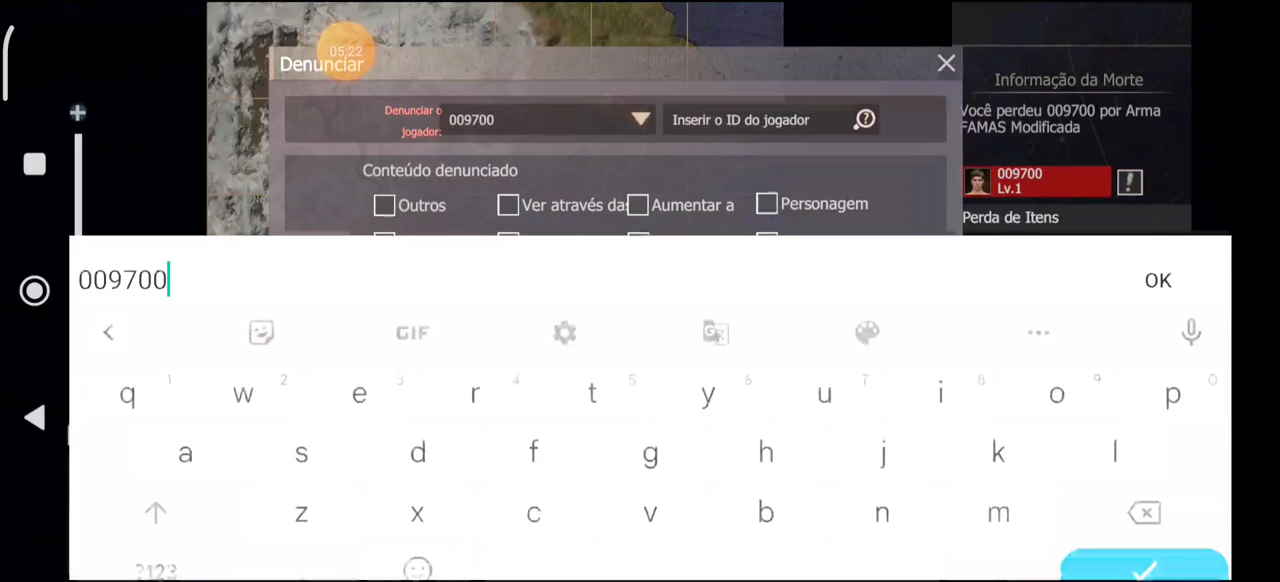 05:22
Denunciar
Informação da Morte
Denunciar o
jogador:
009700
Inserir o ID do jogador
Você perdeu 009700 por Arma
FAMAS Modificada
Conteúdo denunciado
009700
Lv.1
Outros
Ver através das
Aumentar a
Personagem
Perda de Itens
009700
OK
GIF
q 1 w 2 e 3 r 4 t 5 y 6 u 7 i 8 o 9 p 0
a s d f g h j k l
z x c v b n m
?123